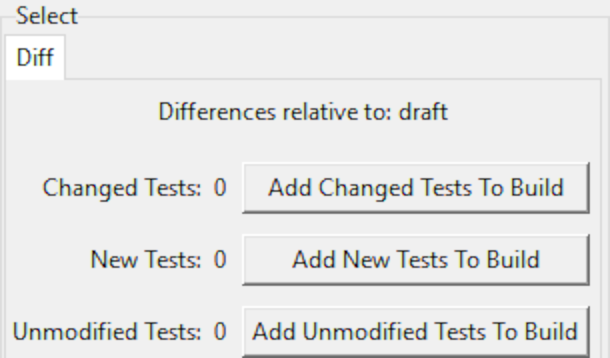 Select
Diff
Differences relative to: draft
Changed Tests: 0 Add Changed Tests To Build
New Tests: 0 Add New Tests To Build
Unmodified Tests: 0 Add Unmodified Tests To Build